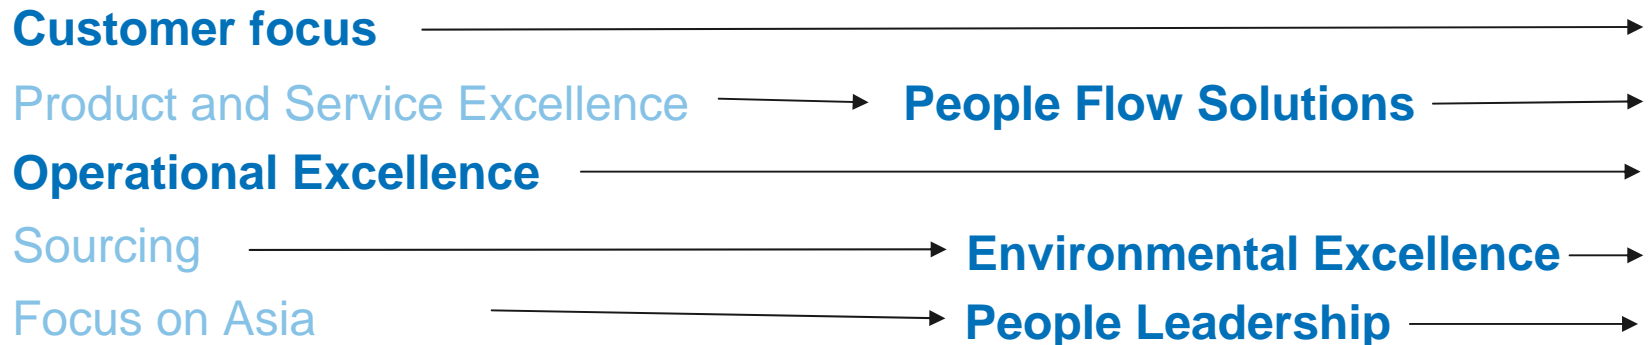 Customer focus
Product and Service Excellence People Flow Solutions
Operational Excellence
Sourcing Environmental Excellence
Focus on Asia People Leadership